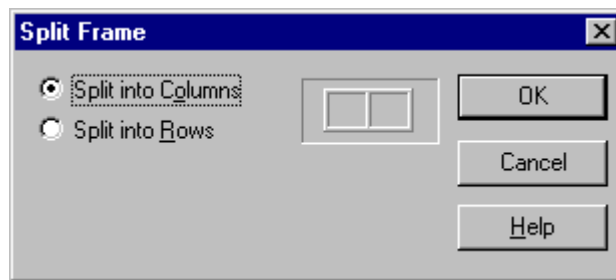 Split Frame
Split into Columns
Split into Rows
OK
Cancel
Help